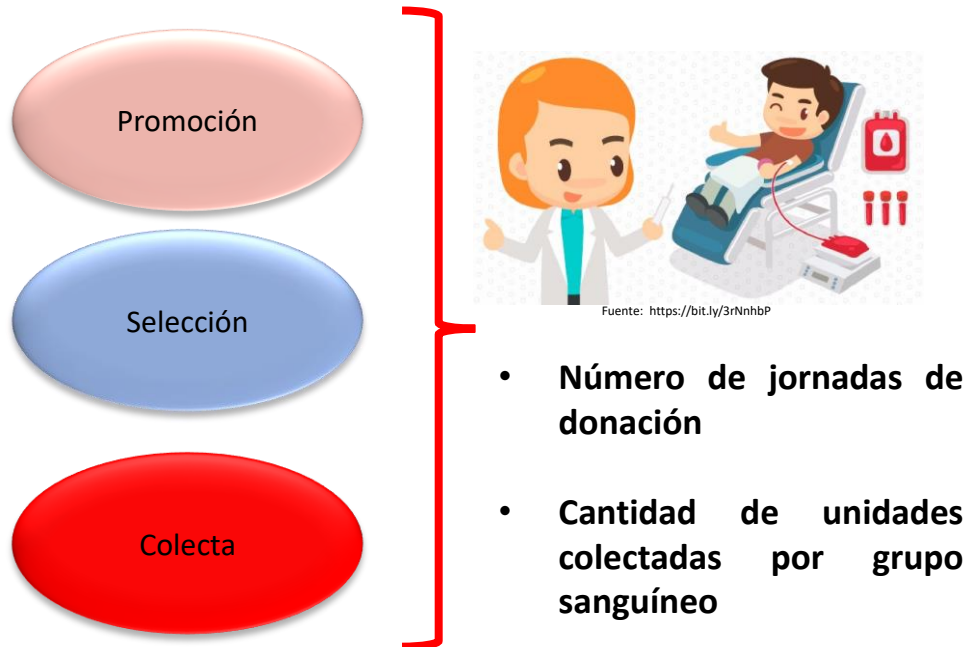 Promoción
Selección
Colecta
Fuente: https://bit.ly/3rNnhbP
• Número de jornadas de
donación
• Cantidad de unidades
colectadas por grupo
sanguíneo